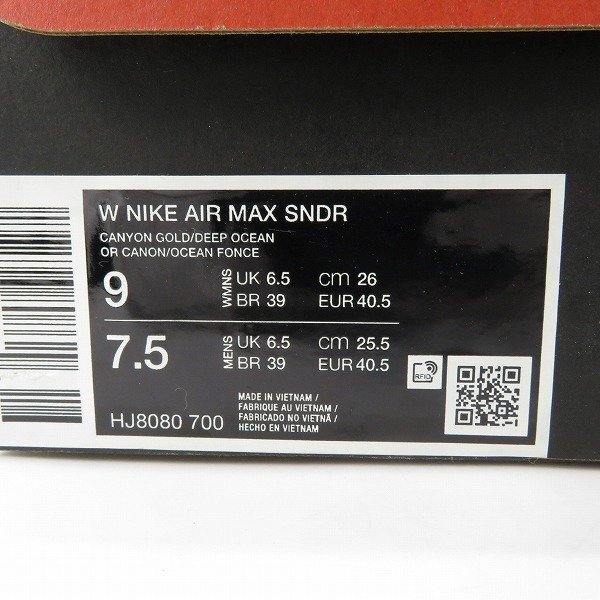 W NIKE AIR MAX SNDR
CANYON GOLD/DEEP OCEAN
OR CANON/OCEAN FONCE
9 WMNS UK 6.5 cm 26
BR 39 EUR 40.5
7.5 MENS UK 6.5 cm 25.5
BR 39 EUR 40.5
RFID
HJ8080 700
MADE IN VIETNAM /
FABRIQUE AU VIETNAM /
FABRICADO NO VIETNÃ /
HECHO EN VIETNAM